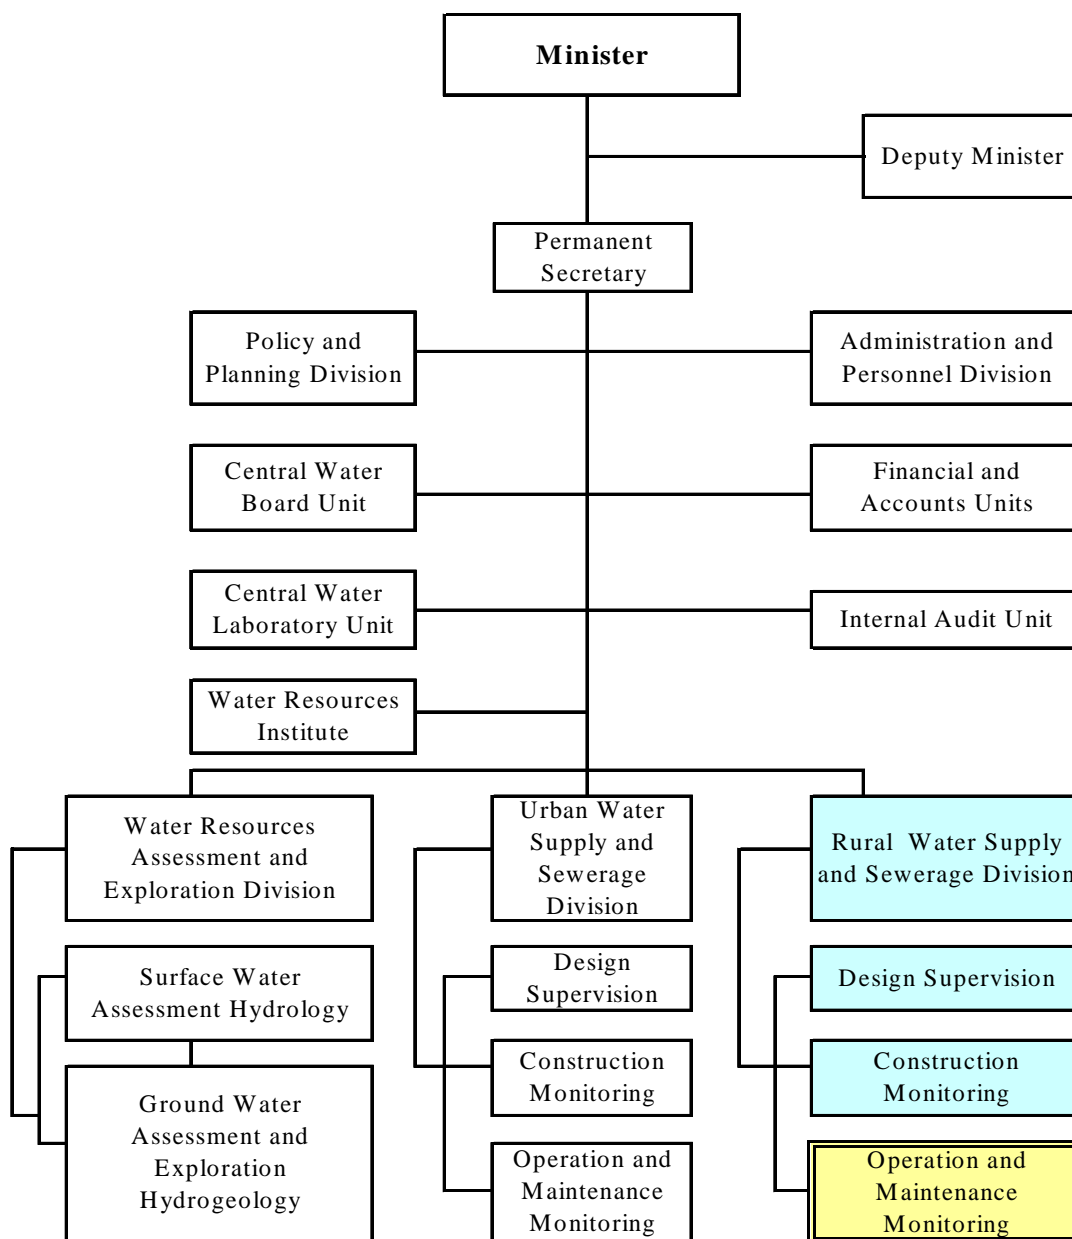 Minister
Deputy Minister
Permanent
Secretary
Policy and
Planning Division
Administration and
Personnel Division
Central Water
Board Unit
Financial and
Accounts Units
Central Water
Laboratory Unit
Internal Audit Unit
Water Resources
Institute
Water Resources
Assessment and
Exploration Division
Urban Water
Supply and
Sewerage
Division
Rural Water Supply
and Sewerage Division
Surface Water
Assessment Hydrology
Design
Supervision
Design Supervision
Ground Water
Assessment and
Exploration
Hydrogeology
Construction
Monitoring
Construction
Monitoring
Operation and
Maintenance
Monitoring
Operation and
Maintenance
Monitoring